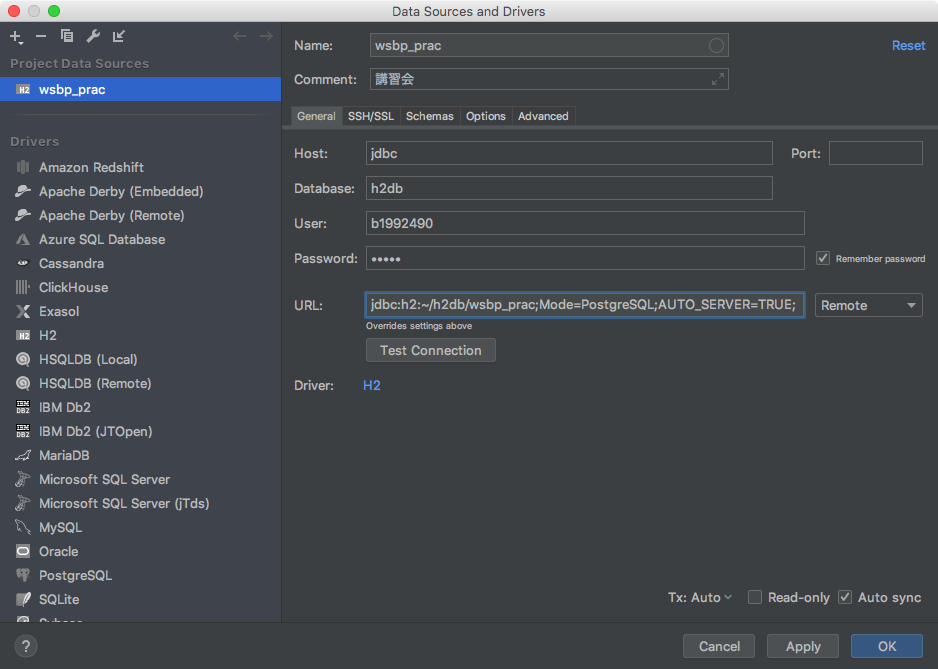 Data Sources and Drivers
Project Data Sources
H2 wsbp_prac
Drivers
Amazon Redshift
Apache Derby (Embedded)
Apache Derby (Remote)
Azure SQL Database
Cassandra
ClickHouse
Exasol
H2 H2
HSQLDB (Local)
HSQLDB (Remote)
IBM DB2 IBM Db2
IBM DB2 IBM Db2 (JTOpen)
MariaDB
Microsoft SQL Server
Microsoft SQL Server (jTds)
MySQL
Oracle
PostgreSQL
SQLite
Name: wsbp_prac Reset
Comment: 講習会
General SSH/SSL Schemas Options Advanced
Host: jdbc Port:
Database: h2db
User: b1992490
Password: ••••• Remember password
URL: jdbc:h2:~/h2db/wsbp_prac;Mode=PostgreSQL;AUTO_SERVER=TRUE; Remote
Overrides settings above
Test Connection
Driver: H2
Tx: Auto Read-only Auto sync
? Cancel Apply OK